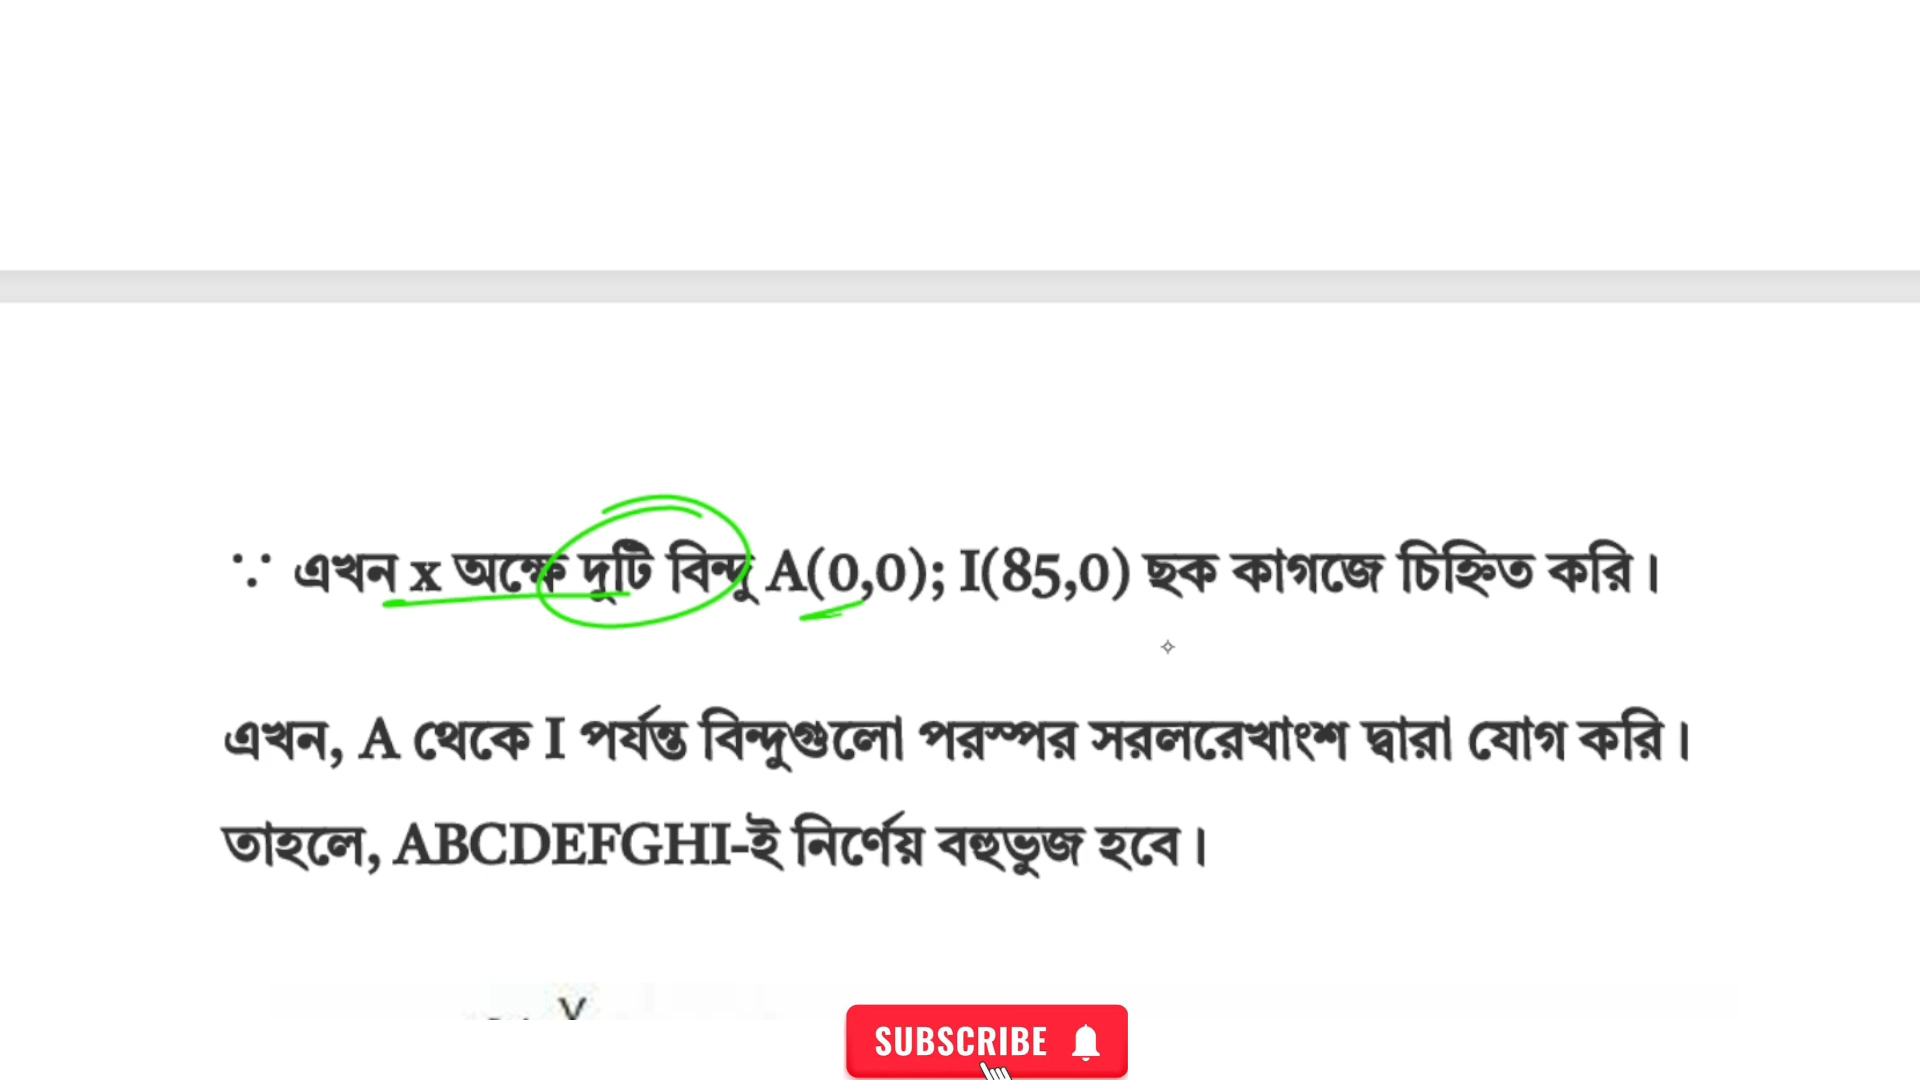 ∵ এখন x অক্ষে দুটি বিন্দু A(0,0); I(85,0) ছক কাগজে চিহ্নিত করি।
এখন, A থেকে I পর্যন্ত বিন্দুগুলো পরস্পর সরলরেখাংশ দ্বারা যোগ করি।
তাহলে, ABCDEFGHI-ই নির্ণেয় বহুভুজ হবে।
Y
SUBSCRIBE